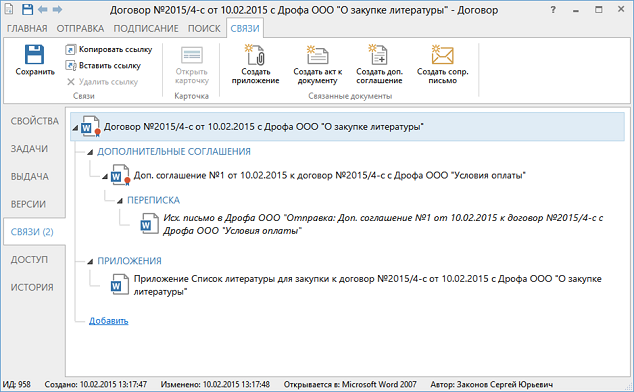 Договор №2015/4-с от 10.02.2015 с Дрофа ООО "О закупке литературы" - Договор
ГЛАВНАЯ ОТПРАВКА ПОДПИСАНИЕ ПОИСК СВЯЗИ
Сохранить
Копировать ссылку
Вставить ссылку
Удалить ссылку
Связи
Открыть
карточку
Карточка
Создать
приложение
Создать акт к
документу
Создать доп.
соглашение
Создать сопр.
письмо
Связанные документы
СВОЙСТВА
ЗАДАЧИ
ВЫДАЧА
ВЕРСИИ
СВЯЗИ (2)
ДОСТУП
ИСТОРИЯ
Договор №2015/4-с от 10.02.2015 с Дрофа ООО "О закупке литературы"
ДОПОЛНИТЕЛЬНЫЕ СОГЛАШЕНИЯ
Доп. соглашение №1 от 10.02.2015 к договор №2015/4-с с Дрофа ООО "Условия оплаты"
ПЕРЕПИСКА
Исх. письмо в Дрофа ООО "Отправка: Доп. соглашение №1 от 10.02.2015 к договор №2015/4-с с
Дрофа ООО "Условия оплаты"
ПРИЛОЖЕНИЯ
Приложение Список литературы для закупки к договор №2015/4-с от 10.02.2015 с Дрофа ООО "О закупке
литературы"
Добавить
ИД: 958 Создано: 10.02.2015 13:17:47 Изменено: 10.02.2015 13:17:48 Открывается в: Microsoft Word 2007 Автор: Законов Сергей Юрьевич